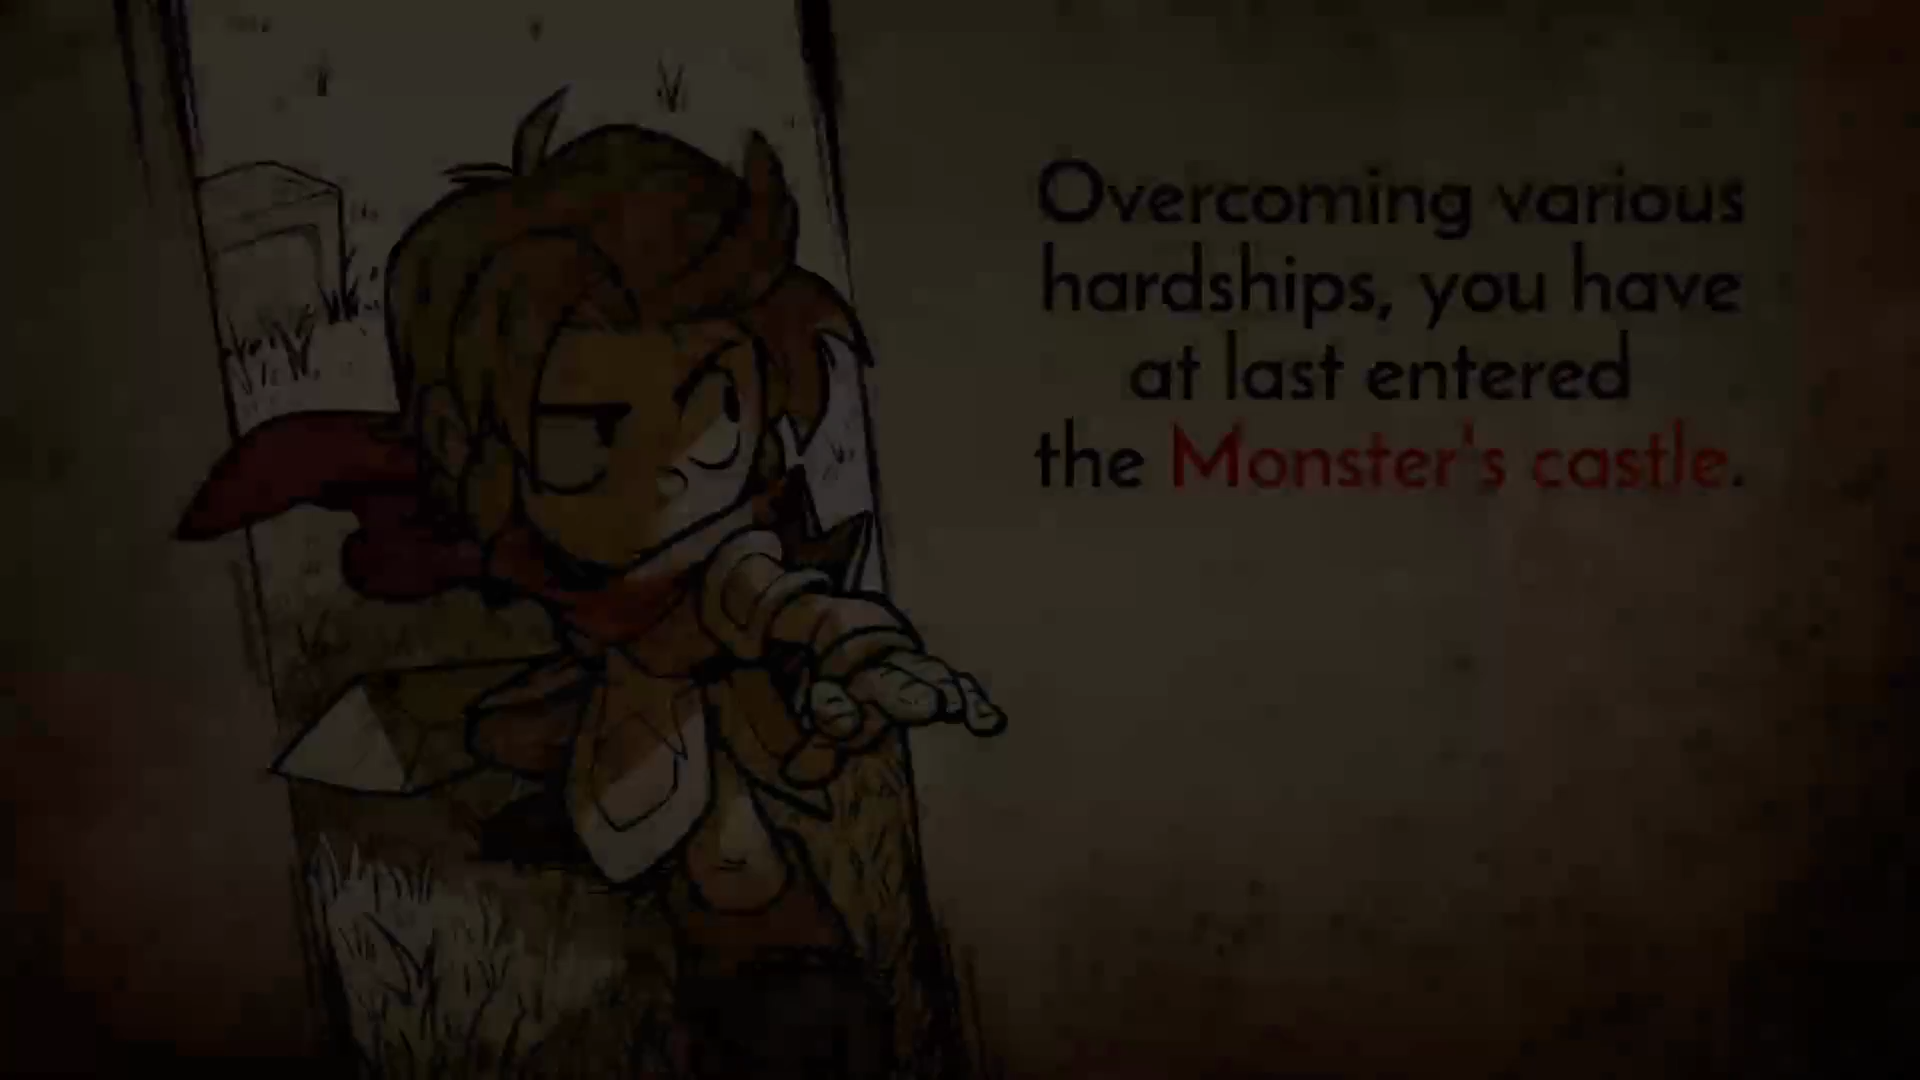 Overcoming various
hardships, you have
at last entered
the Monster's castle.